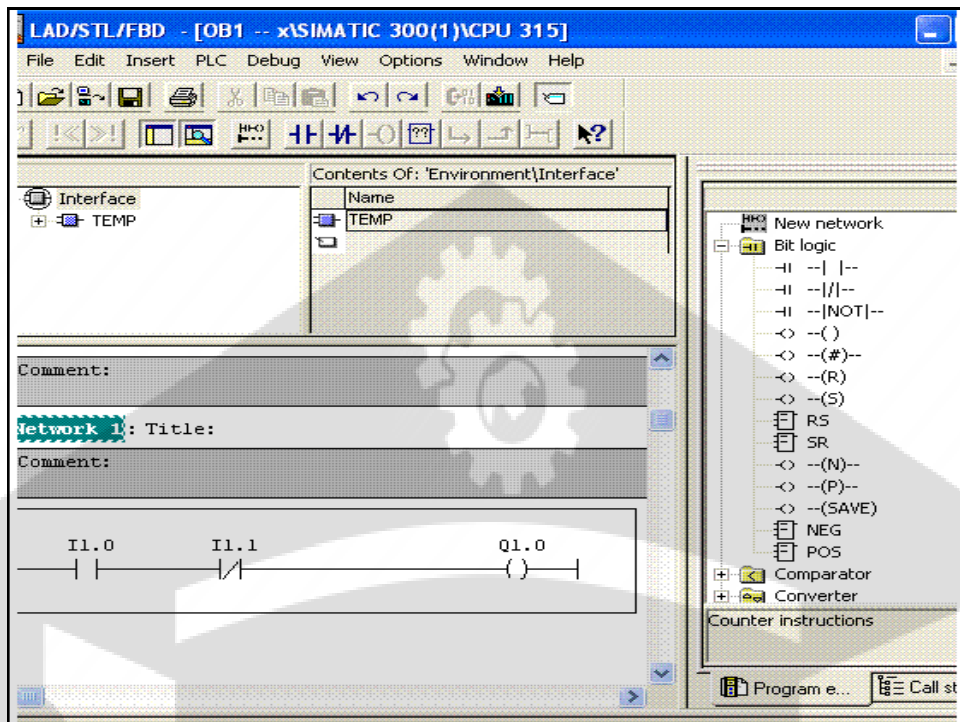 LAD/STL/FBD - [OB1 -- x\SIMATIC 300(1)\CPU 315]
File Edit Insert PLC Debug View Options Window Help
Contents Of: 'Environment\Interface'
Interface
TEMP
Name
TEMP
Comment:
Network 1: Title:
Comment:
I1.0 I1.1 Q1.0
New network
Bit logic
--| |--
--|/|--
--|NOT|--
--( )
--(#)--
--(R)
--(S)
RS
SR
--(N)--
--(P)--
--(SAVE)
NEG
POS
Comparator
Converter
Counter instructions
Program e... Call st